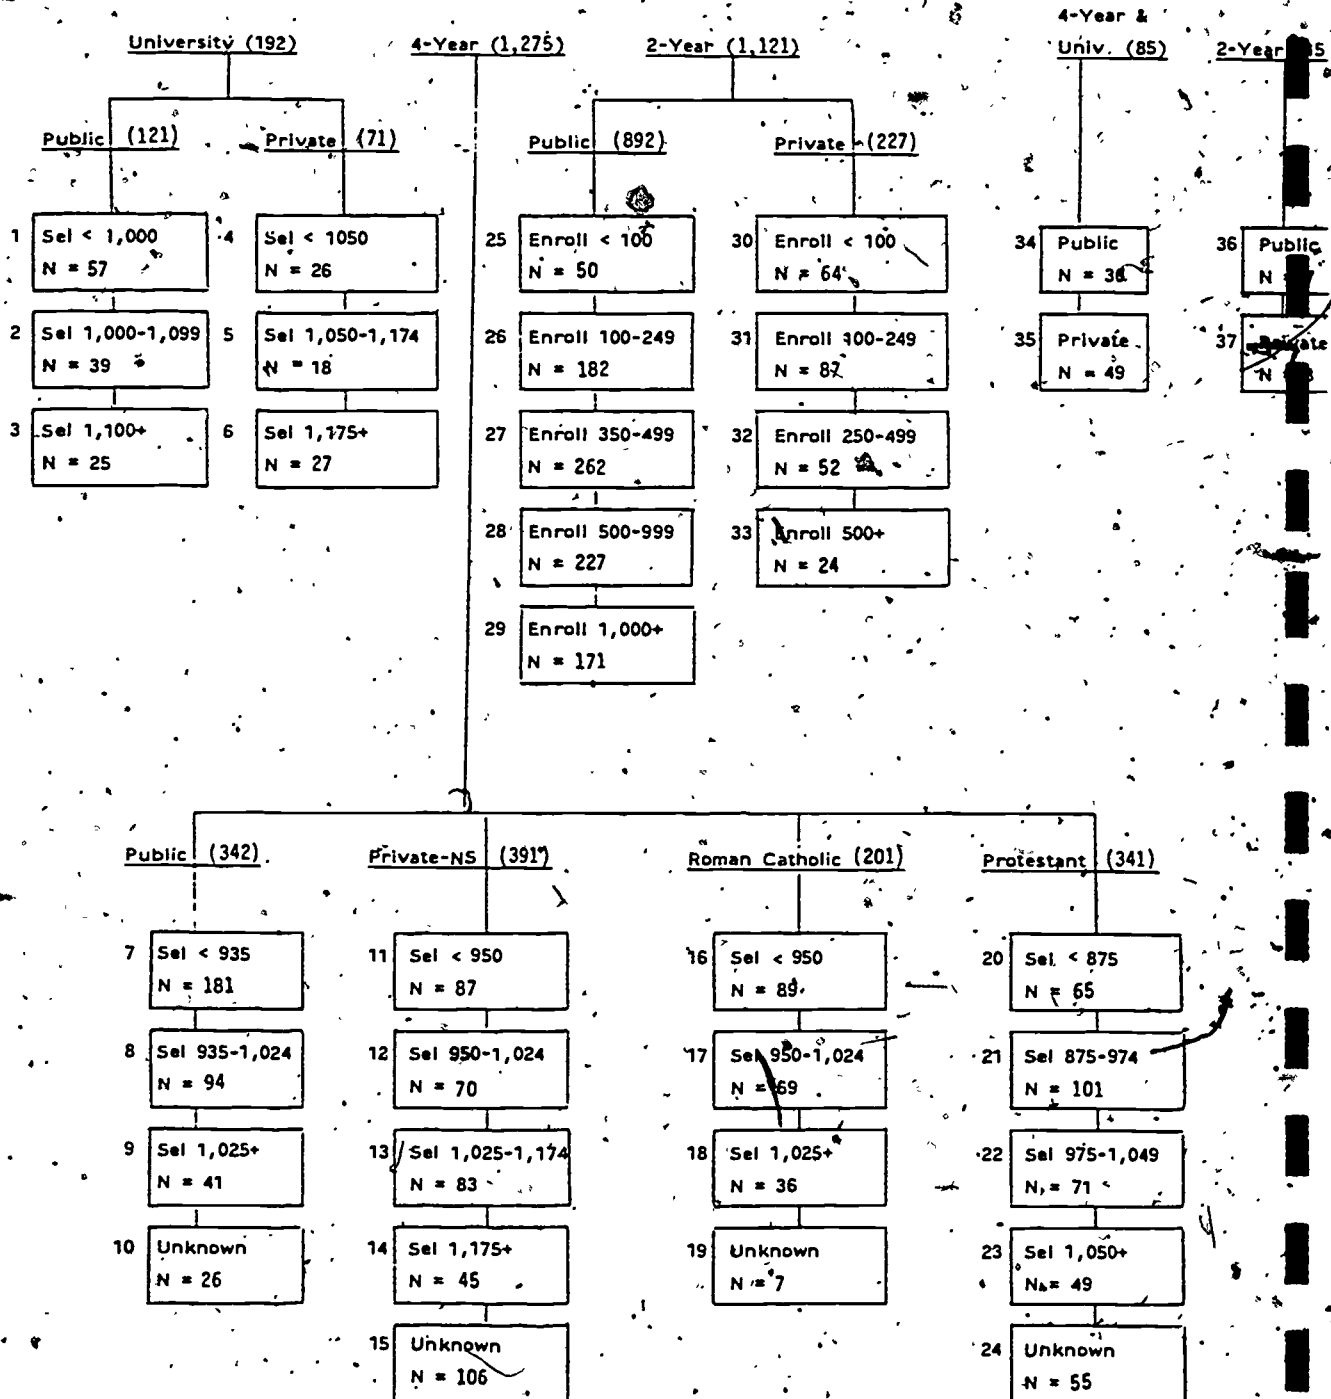 University (192)
4-Year (1,275)
2-Year (1,121)
4-Year &
Univ. (85)
2-Year
Public (121)
Private (71)
Public (892)
Private (227)
1 Sel < 1,000
N = 57
2 Sel 1,000-1,099
N = 39
3 Sel 1,100+
N = 25
4 Sel < 1050
N = 26
5 Sel 1,050-1,174
N = 18
6 Sel 1,175+
N = 27
25 Enroll < 100
N = 50
26 Enroll 100-249
N = 182
27 Enroll 350-499
N = 262
28 Enroll 500-999
N = 227
29 Enroll 1,000+
N = 171
30 Enroll < 100
N = 64
31 Enroll 100-249
N = 87
32 Enroll 250-499
N = 52
33 Enroll 500+
N = 24
34 Public
N = 36
35 Private
N = 49
36 Public
N
37 Private
N
Public (342)
Private-NS (391)
Roman Catholic (201)
Protestant (341)
7 Sel < 935
N = 181
8 Sel 935-1,024
N = 94
9 Sel 1,025+
N = 41
10 Unknown
N = 26
11 Sel < 950
N = 87
12 Sel 950-1,024
N = 70
13 Sel 1,025-1,174
N = 83
14 Sel 1,175+
N = 45
15 Unknown
N = 106
16 Sel < 950
N = 89
17 Sel 950-1,024
N = 69
18 Sel 1,025+
N = 36
19 Unknown
N = 7
20 Sel < 875
N = 65
21 Sel 875-974
N = 101
22 Sel 975-1,049
N = 71
23 Sel 1,050+
N = 49
24 Unknown
N = 55